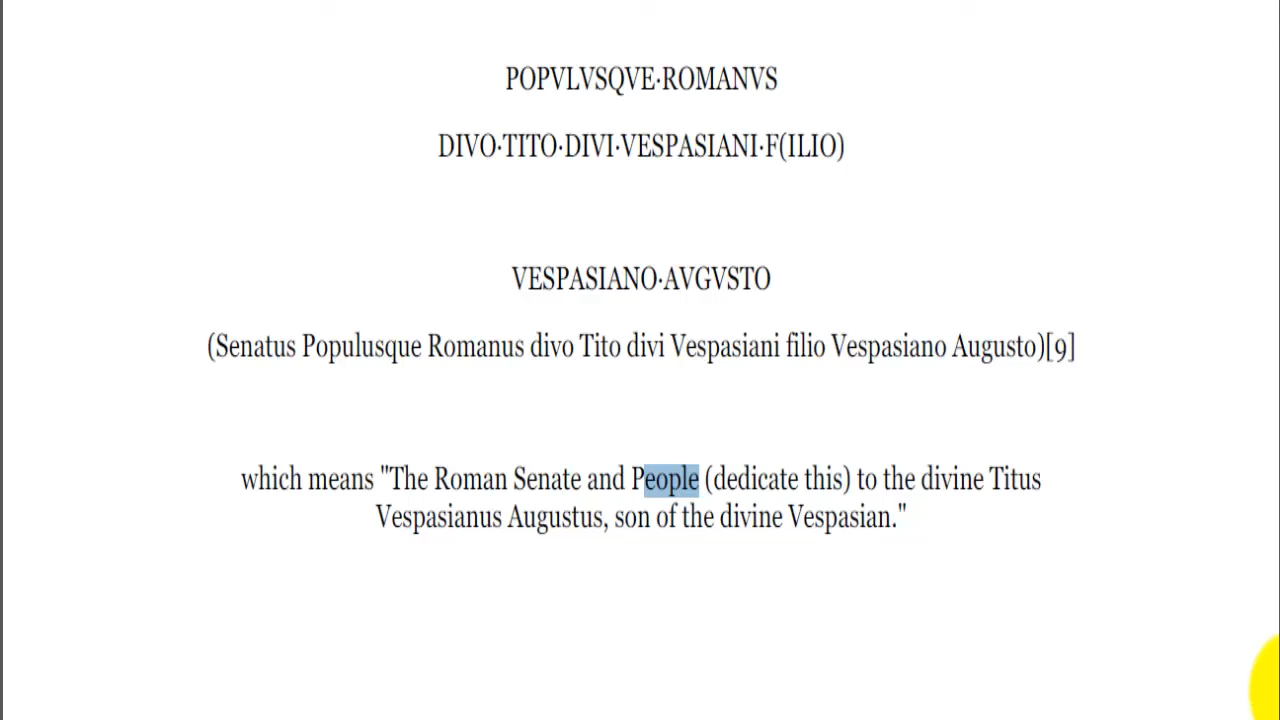 POPVLVSQVE·ROMANVS
DIVO·TITO·DIVI·VESPASIANI·F(ILIO)
VESPASIANO·AVGVSTO
(Senatus Populusque Romanus divo Tito divi Vespasiani filio Vespasiano Augusto)[9]
which means "The Roman Senate and People (dedicate this) to the divine Titus
Vespasianus Augustus, son of the divine Vespasian."